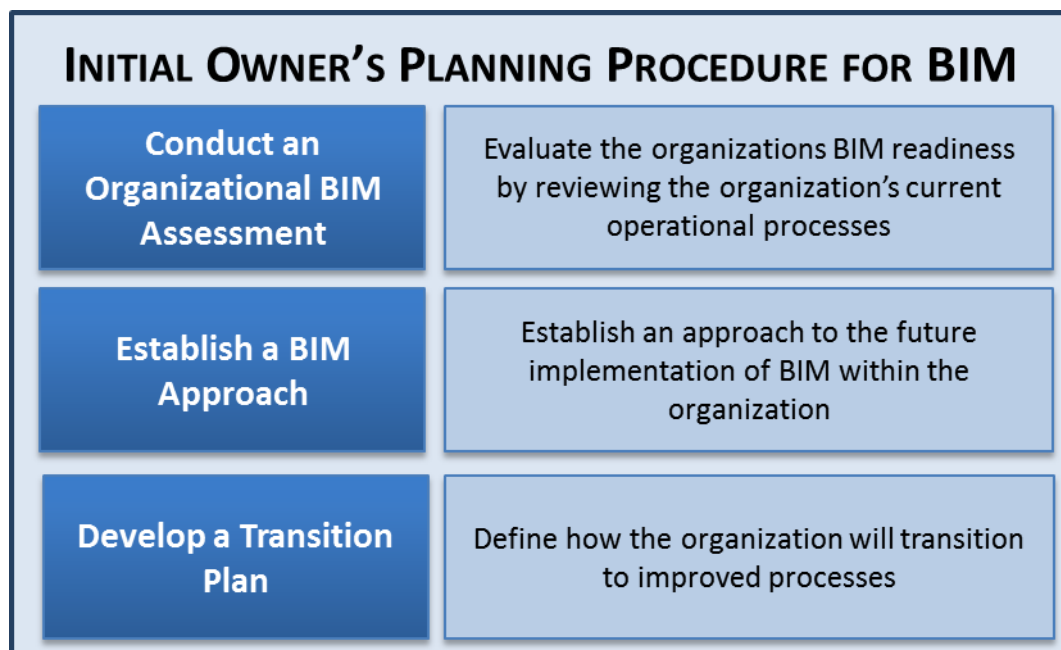 INITIAL OWNER'S PLANNING PROCEDURE FOR BIM
Conduct an
Organizational BIM
Assessment
Evaluate the organizations BIM readiness
by reviewing the organization's current
operational processes
Establish a BIM
Approach
Establish an approach to the future
implementation of BIM within the
organization
Develop a Transition
Plan
Define how the organization will transition
to improved processes